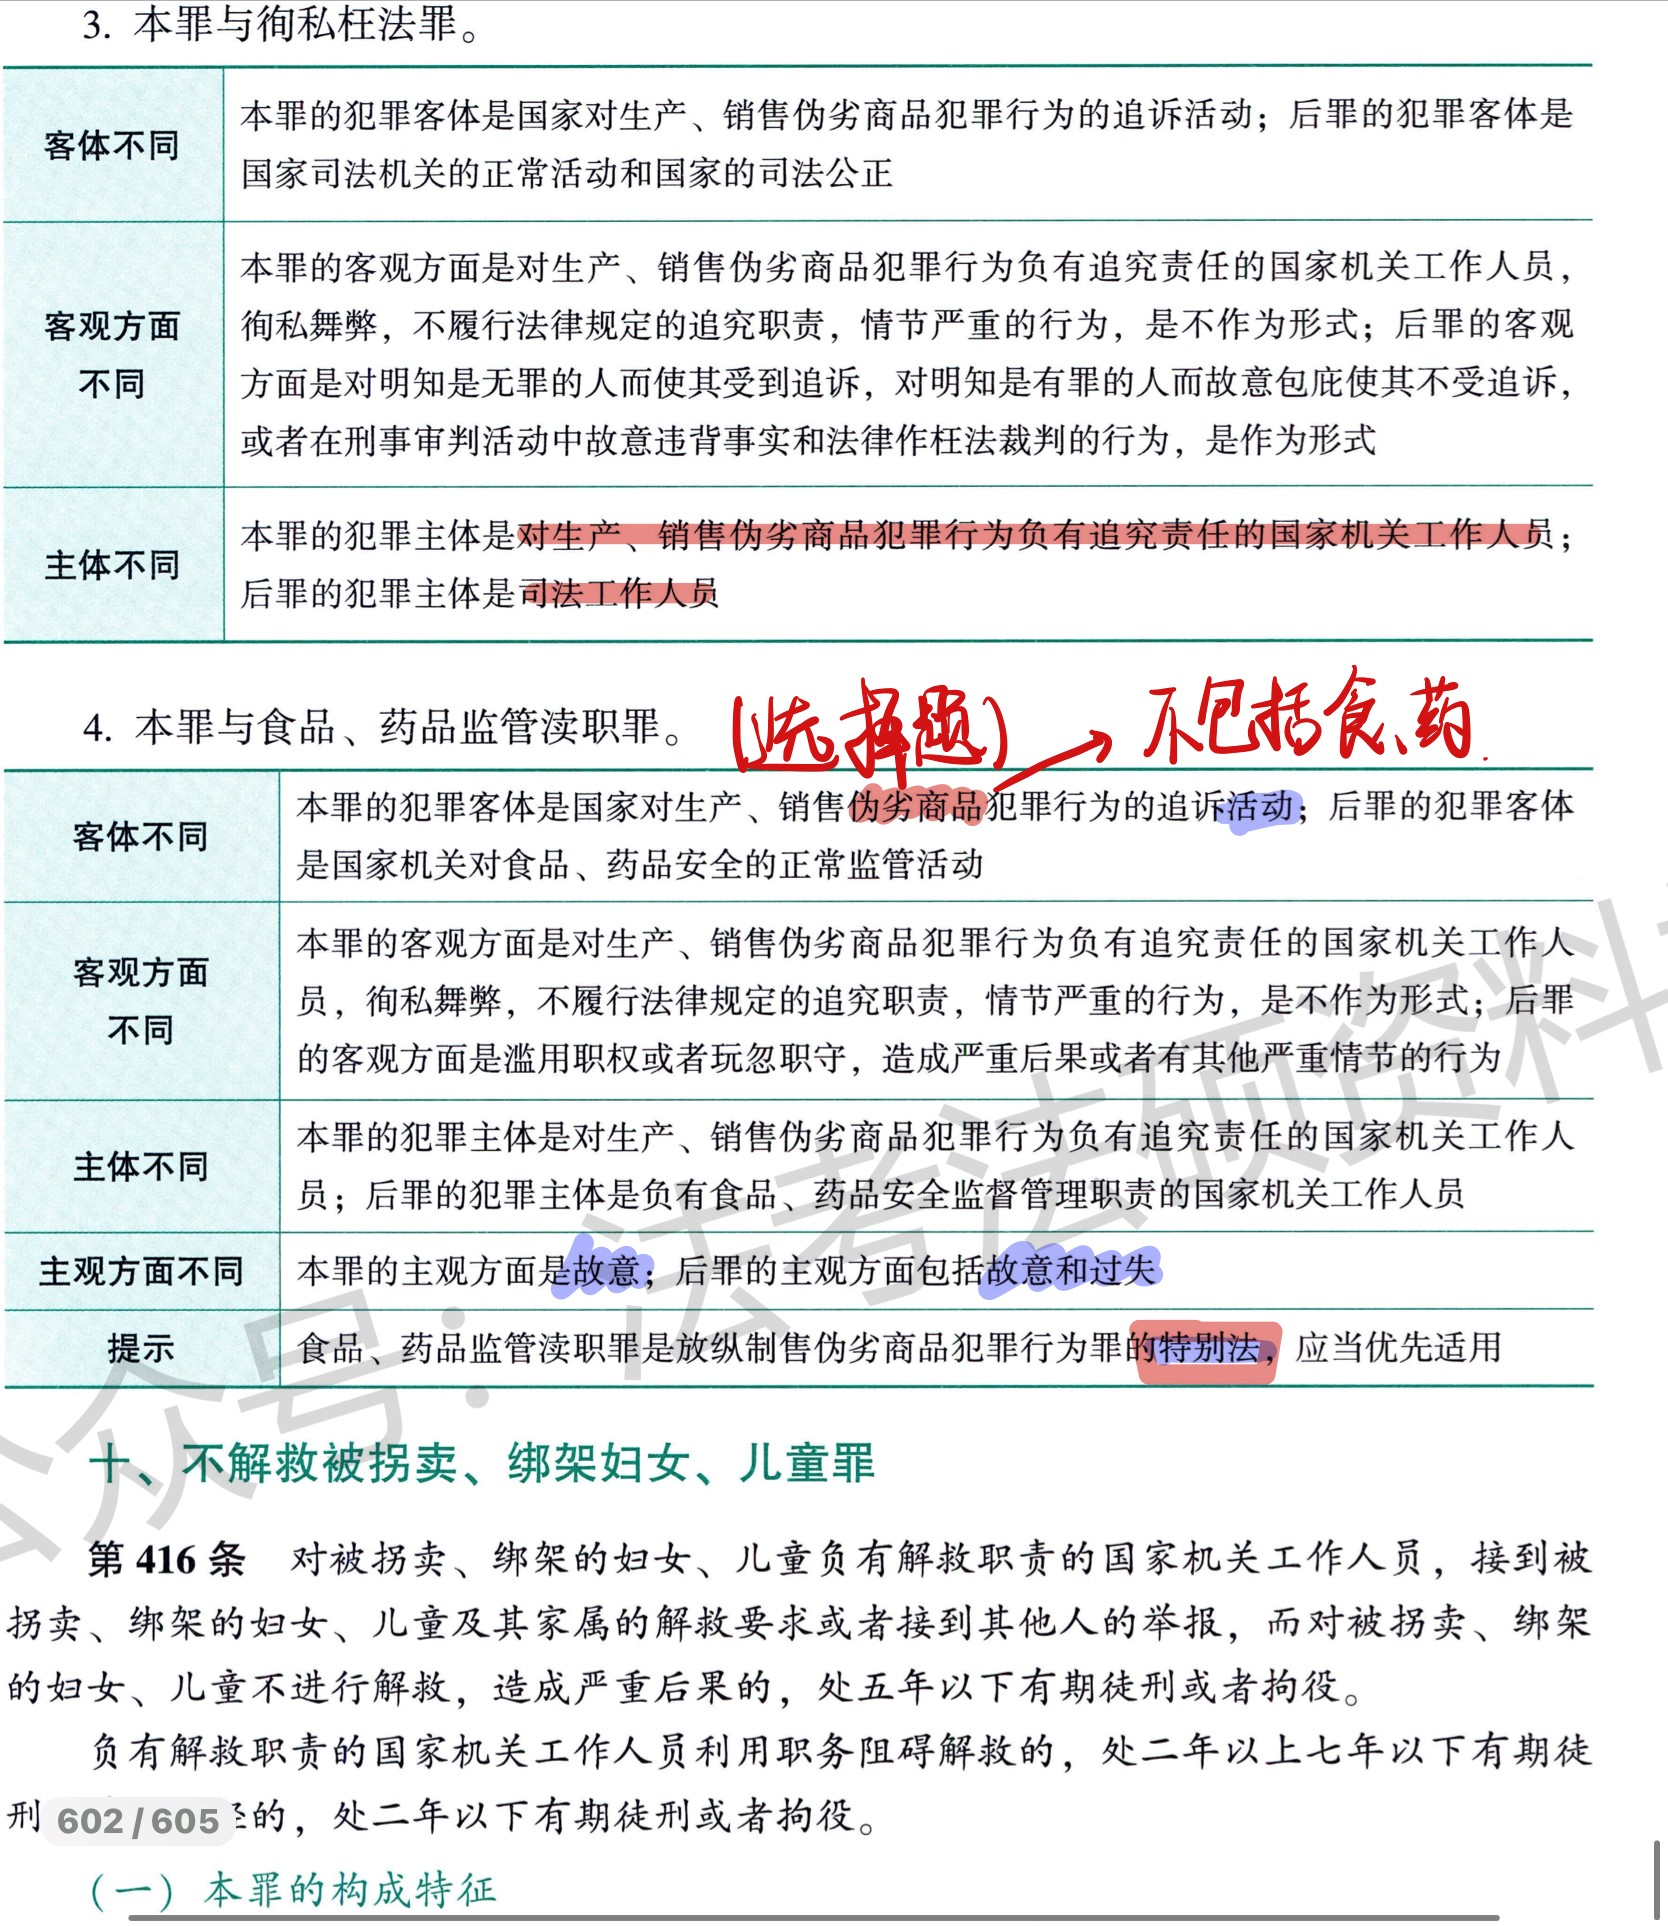 3. 本罪与徇私枉法罪。
客体不同
本罪的犯罪客体是国家对生产、销售伪劣商品犯罪行为的追诉活动；后罪的犯罪客体是
国家司法机关的正常活动和国家的司法公正
客观方面
不同
本罪的客观方面是对生产、销售伪劣商品犯罪行为负有追究责任的国家机关工作人员，
徇私舞弊，不履行法律规定的追究职责，情节严重的行为，是不作为形式；后罪的客观
方面是对明知是无罪的人而使其受到追诉，对明知是有罪的人而故意包庇使其不受追诉，
或者在刑事审判活动中故意违背事实和法律作枉法裁判的行为，是作为形式
主体不同
本罪的犯罪主体是对生产、销售伪劣商品犯罪行为负有追究责任的国家机关工作人员；
后罪的犯罪主体是司法工作人员
4. 本罪与食品、药品监管渎职罪。
(选择题) → 不包括食、药.
客体不同
本罪的犯罪客体是国家对生产、销售伪劣商品犯罪行为的追诉活动；后罪的犯罪客体
是国家机关对食品、药品安全的正常监管活动
客观方面
不同
本罪的客观方面是对生产、销售伪劣商品犯罪行为负有追究责任的国家机关工作人
员，徇私舞弊，不履行法律规定的追究职责，情节严重的行为，是不作为形式；后罪
的客观方面是滥用职权或者玩忽职守，造成严重后果或者有其他严重情节的行为
主体不同
本罪的犯罪主体是对生产、销售伪劣商品犯罪行为负有追究责任的国家机关工作人
员；后罪的犯罪主体是负有食品、药品安全监督管理职责的国家机关工作人员
主观方面不同
本罪的主观方面是故意；后罪的主观方面包括故意和过失
提示
食品、药品监管渎职罪是放纵制售伪劣商品犯罪行为罪的特别法，应当优先适用
公众号：法考法硕资料
十、不解救被拐卖、绑架妇女、儿童罪
第 416 条 对被拐卖、绑架的妇女、儿童负有解救职责的国家机关工作人员，接到被
拐卖、绑架的妇女、儿童及其家属的解救要求或者接到其他人的举报，而对被拐卖、绑架
的妇女、儿童不进行解救，造成严重后果的，处五年以下有期徒刑或者拘役。
负有解救职责的国家机关工作人员利用职务阻碍解救的，处二年以上七年以下有期徒
刑 的，处二年以下有期徒刑或者拘役。
602 / 605
（一）本罪的构成特征